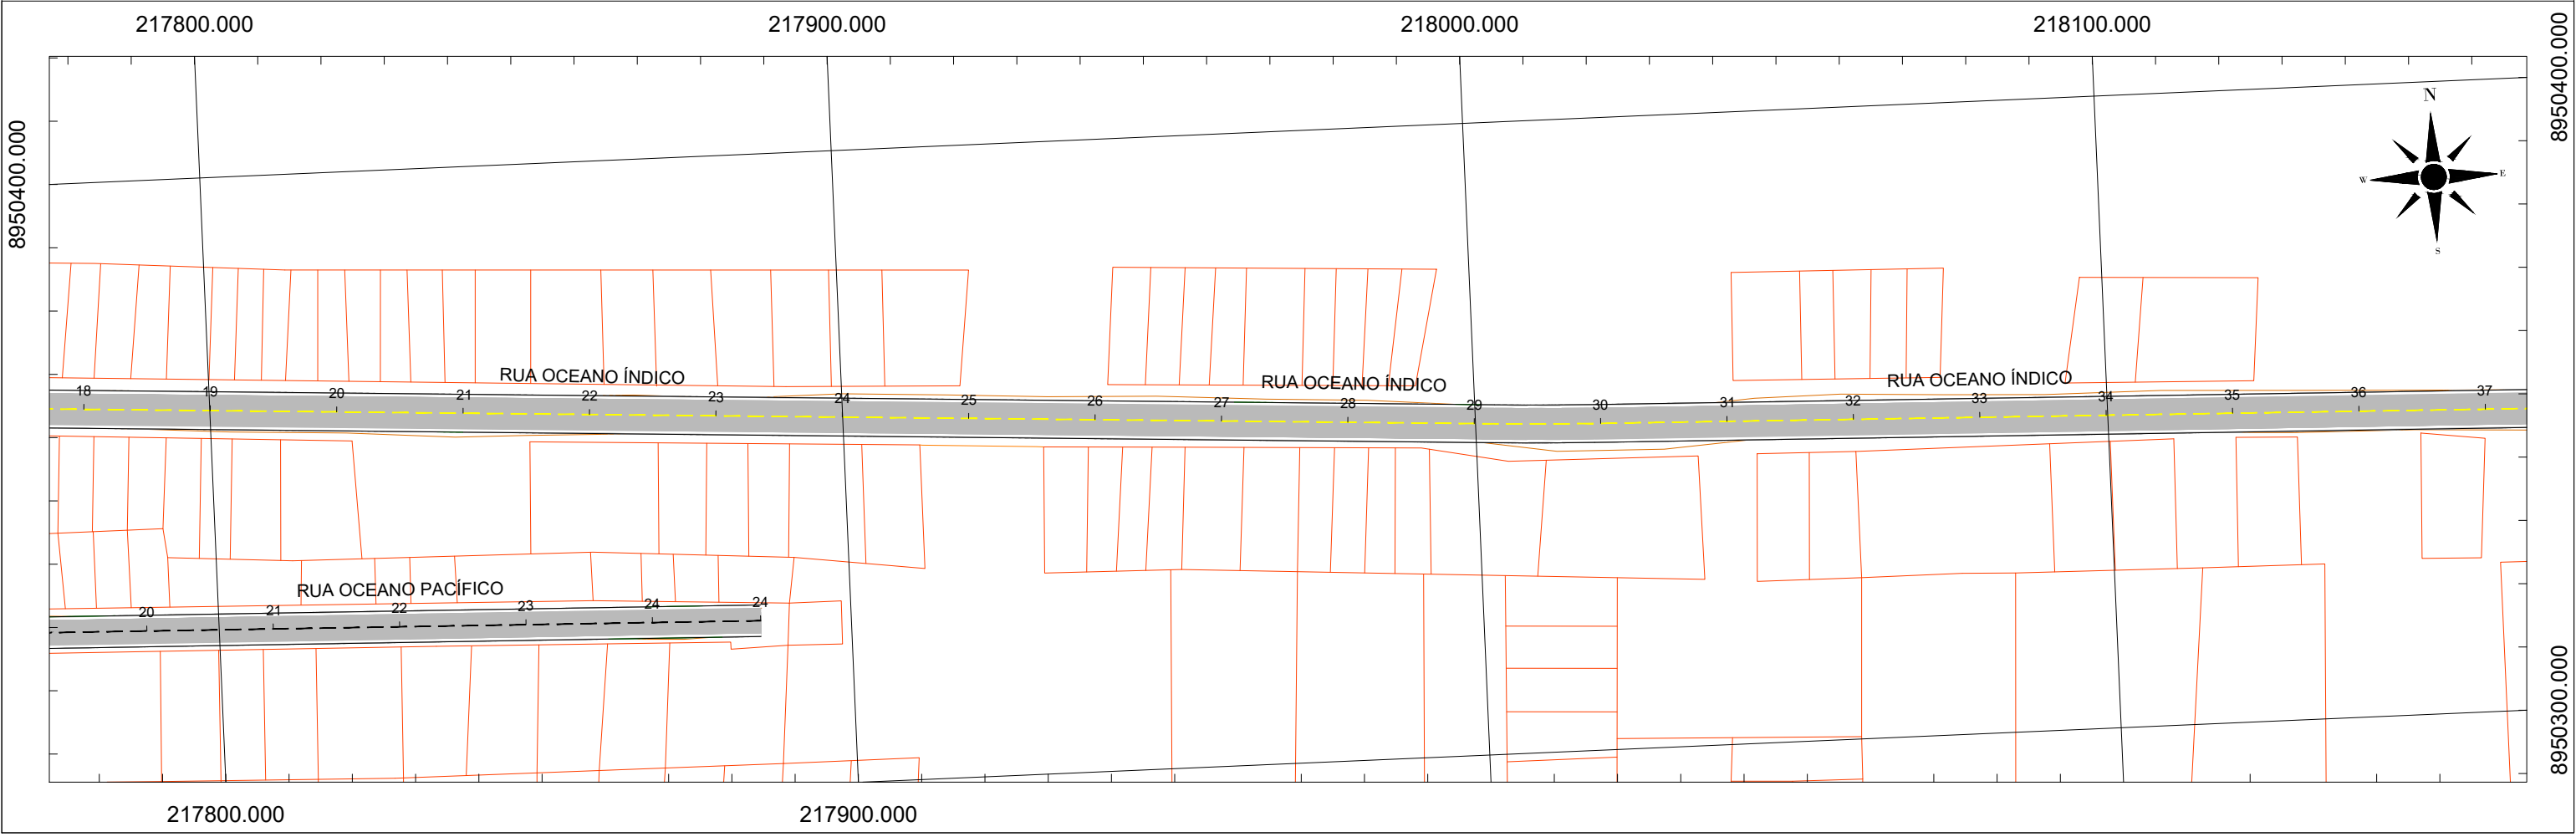 217800.000 217900.000 218000.000 218100.000
8950400.000
8950400.000
N
W E
S
RUA OCEANO ÍNDICO RUA OCEANO ÍNDICO RUA OCEANO ÍNDICO
18 19 20 21 22 23 24 25 26 27 28 29 30 31 32 33 34 35 36 37
RUA OCEANO PACÍFICO
20 21 22 23 24 24
8950300.000
217800.000 217900.000